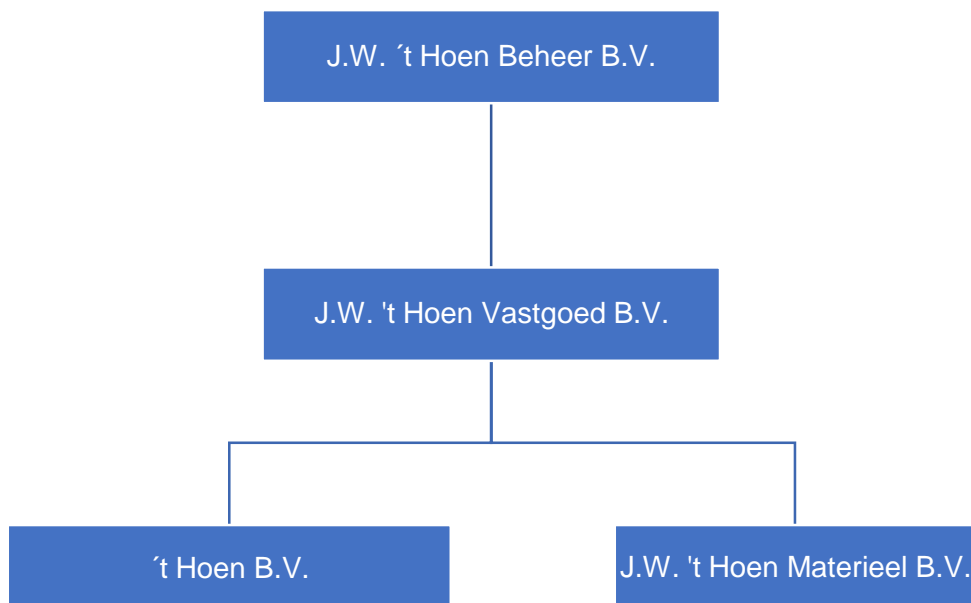 J.W. ´t Hoen Beheer B.V.
J.W. 't Hoen Vastgoed B.V.
´t Hoen B.V.
J.W. 't Hoen Materieel B.V.